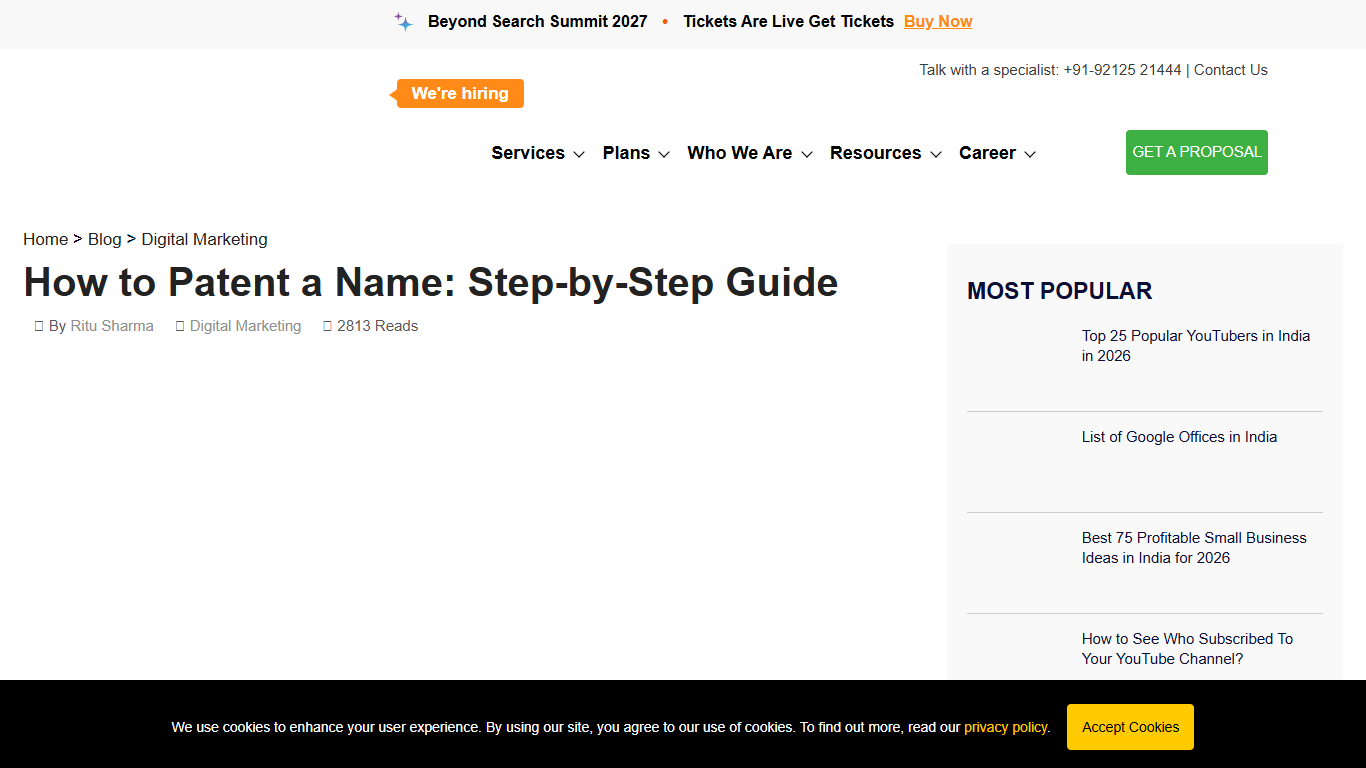 Beyond Search Summit 2027 • Tickets Are Live Get Tickets Buy Now
Talk with a specialist: +91-92125 21444 | Contact Us
We're hiring
Services Plans Who We Are Resources Career
GET A PROPOSAL
Home > Blog > Digital Marketing
How to Patent a Name: Step-by-Step Guide
By Ritu Sharma Digital Marketing 2813 Reads
MOST POPULAR
Top 25 Popular YouTubers in India
in 2026
List of Google Offices in India
Best 75 Profitable Small Business
Ideas in India for 2026
How to See Who Subscribed To
Your YouTube Channel?
We use cookies to enhance your user experience. By using our site, you agree to our use of cookies. To find out more, read our privacy policy.
Accept Cookies